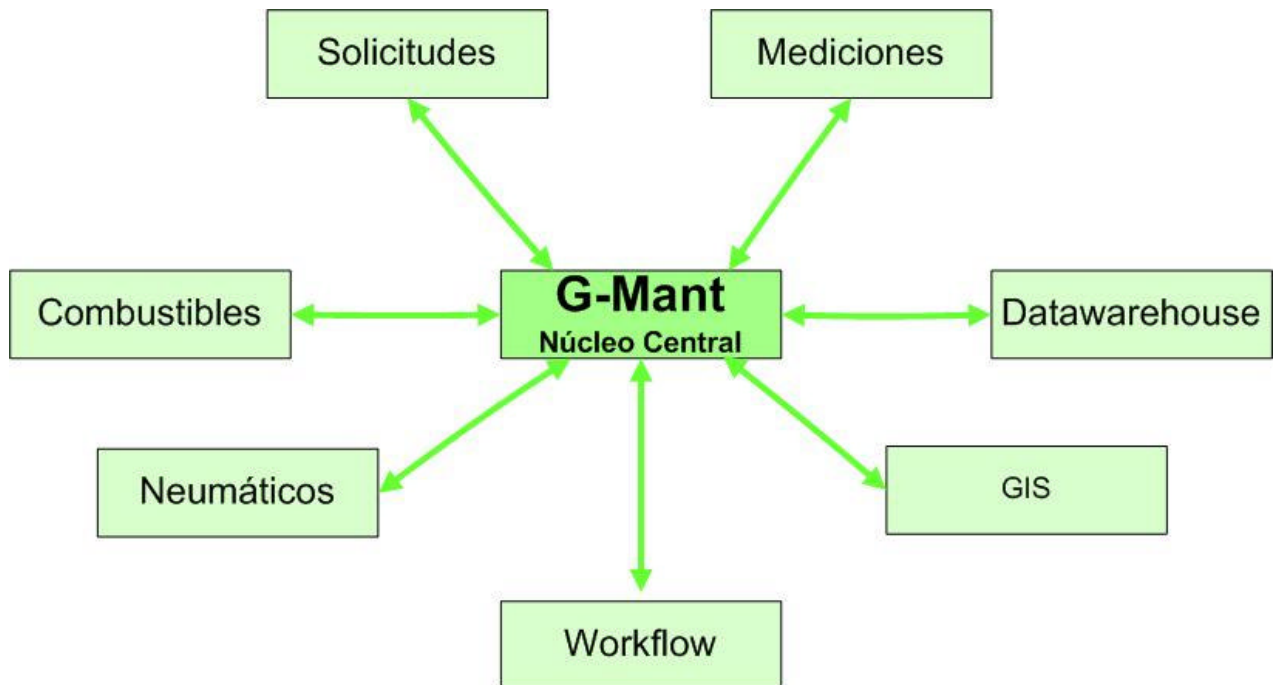 Solicitudes
Mediciones
Combustibles
G-Mant
Núcleo Central
Datawarehouse
Neumáticos
GIS
Workflow